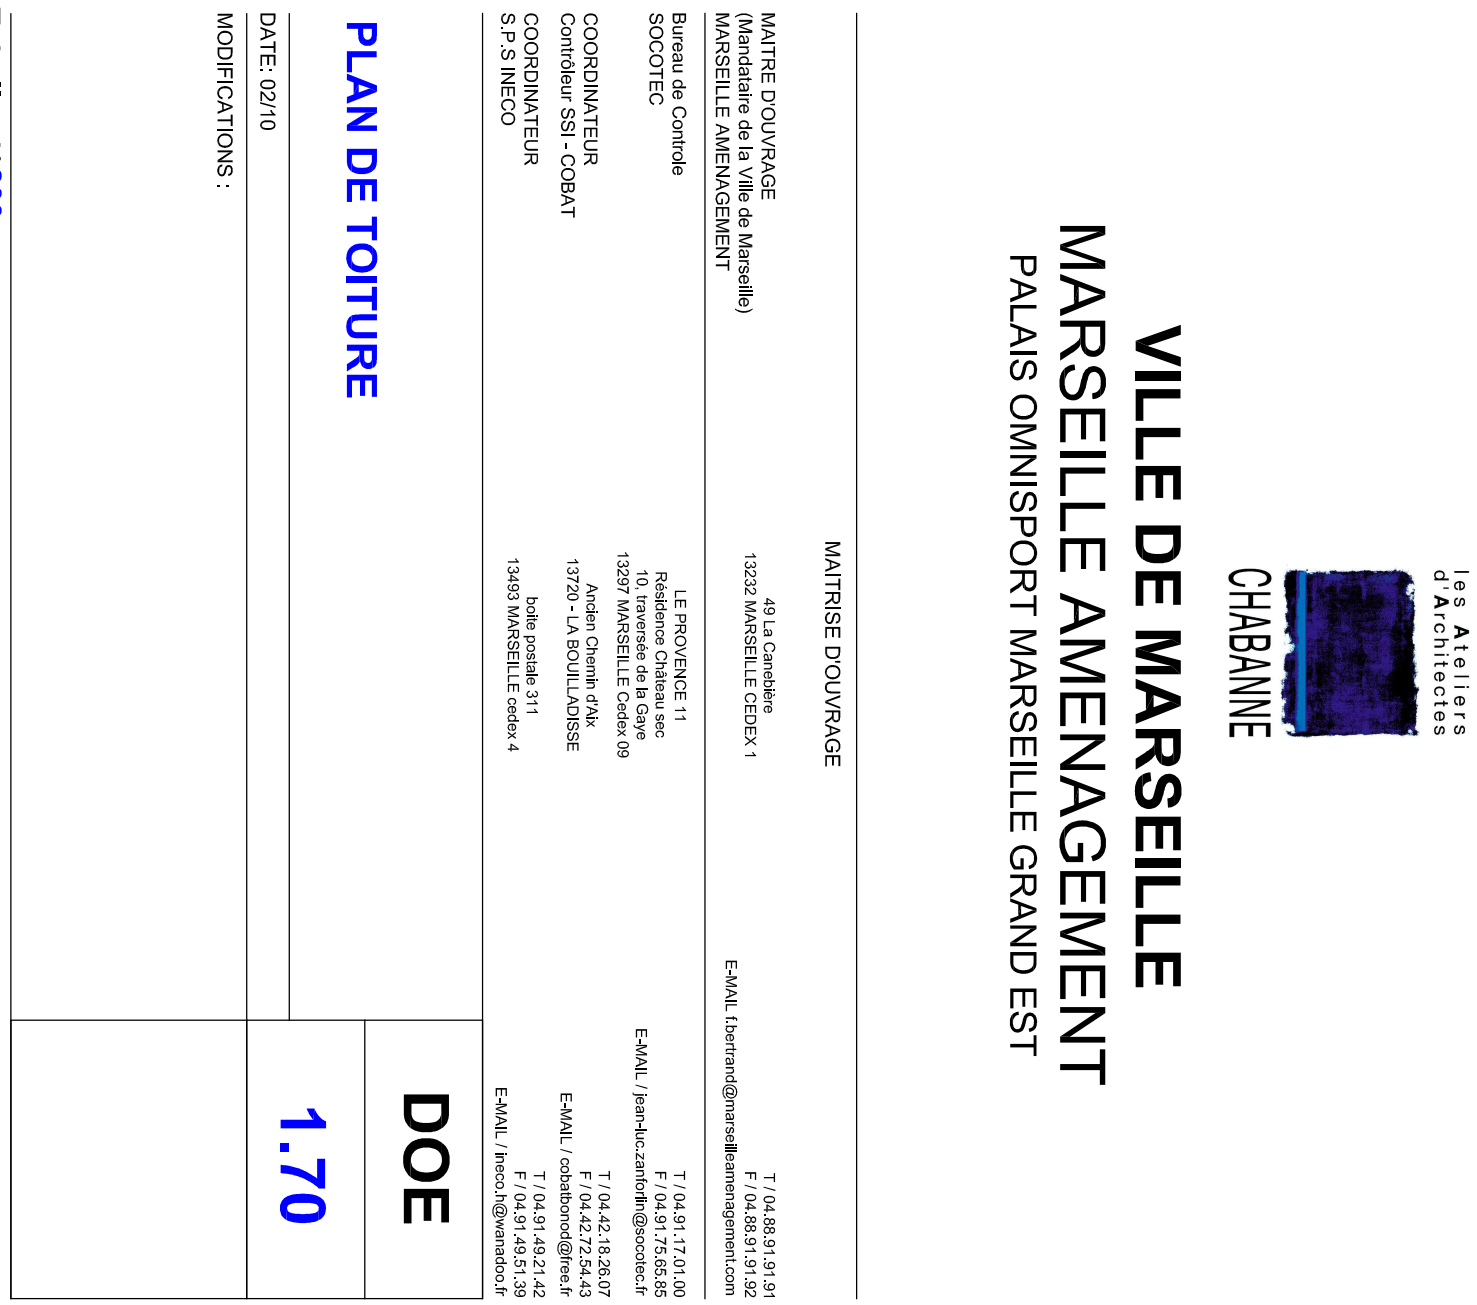 les Ateliers
d'Architectes
CHABANNE
VILLE DE MARSEILLE
MARSEILLE AMENAGEMENT
PALAIS OMNISPORT MARSEILLE GRAND EST
MAITRISE D'OUVRAGE
MAITRE D'OUVRAGE
(Mandataire de la Ville de Marseille)
MARSEILLE AMENAGEMENT
49 La Canebière
13232 MARSEILLE CEDEX 1
T / 04.88.91.91.91
F / 04.88.91.91.92
E-MAIL f.bertrand@marseilleamenagement.com
Bureau de Controle
SOCOTEC
LE PROVENCE 11
Résidence Château sec
10, traversée de la Gaye
13297 MARSEILLE Cedex 09
T / 04.91.17.01.00
F / 04.91.75.65.85
E-MAIL / jean-luc.zanforlin@socotec.fr
COORDINATEUR
Contrôleur SSI - COBAT
Ancien Chemin d'Aix
13720 - LA BOUILLADISSE
T / 04.42.18.26.07
F / 04.42.72.54.43
E-MAIL / cobatbonod@free.fr
COORDINATEUR
S.P.S INECO
boite postale 311
13493 MARSEILLE cedex 4
T / 04.91.49.21.42
F / 04.91.49.51.39
E-MAIL / ineco.h@wanadoo.fr
PLAN DE TOITURE
DOE
1.70
DATE: 02/10
MODIFICATIONS :